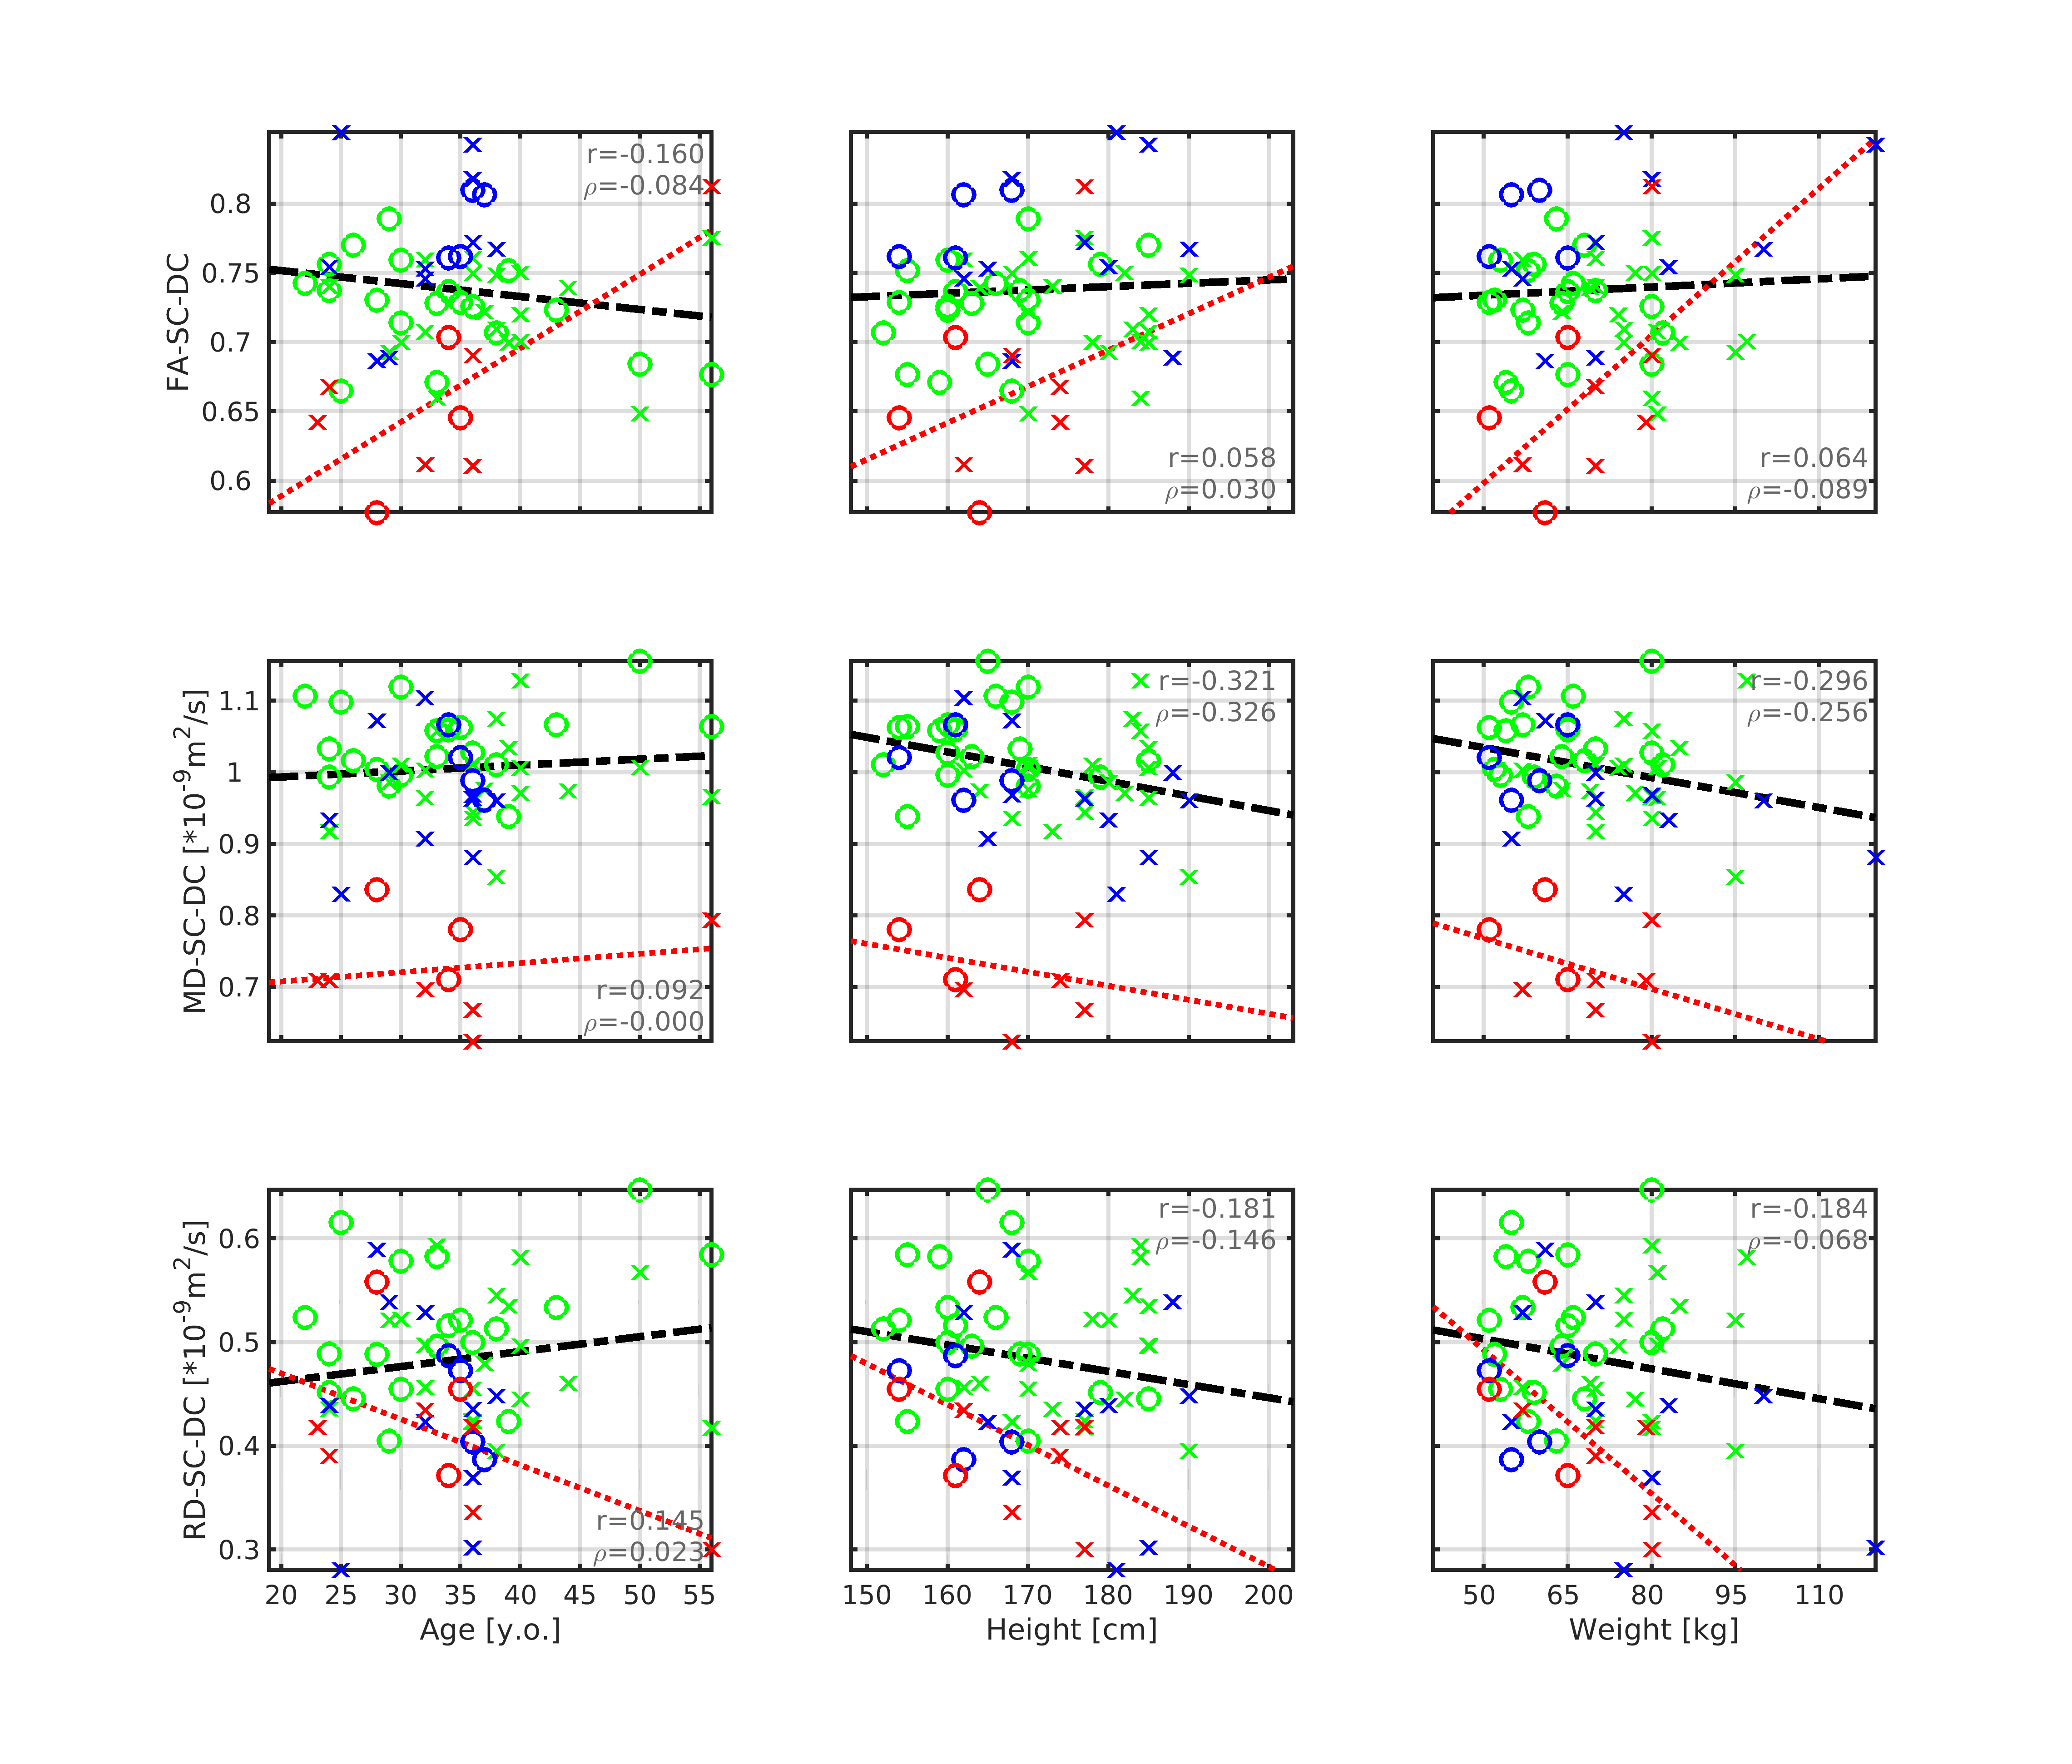 r=-0.160
ρ=-0.084
0.8
0.75
0.7
0.65
0.6
FA-SC-DC
r=0.058
ρ=0.030
r=0.064
ρ=-0.089
1.1
1
0.9
0.8
0.7
MD-SC-DC [*10-9m2/s]
r=0.092
ρ=-0.000
r=-0.321
ρ=-0.326
r=-0.296
ρ=-0.256
0.6
0.5
0.4
0.3
RD-SC-DC [*10-9m2/s]
r=0.145
ρ=0.023
r=-0.181
ρ=-0.146
r=-0.184
ρ=-0.068
20 25 30 35 40 45 50 55
Age [y.o.]
150 160 170 180 190 200
Height [cm]
50 65 80 95 110
Weight [kg]